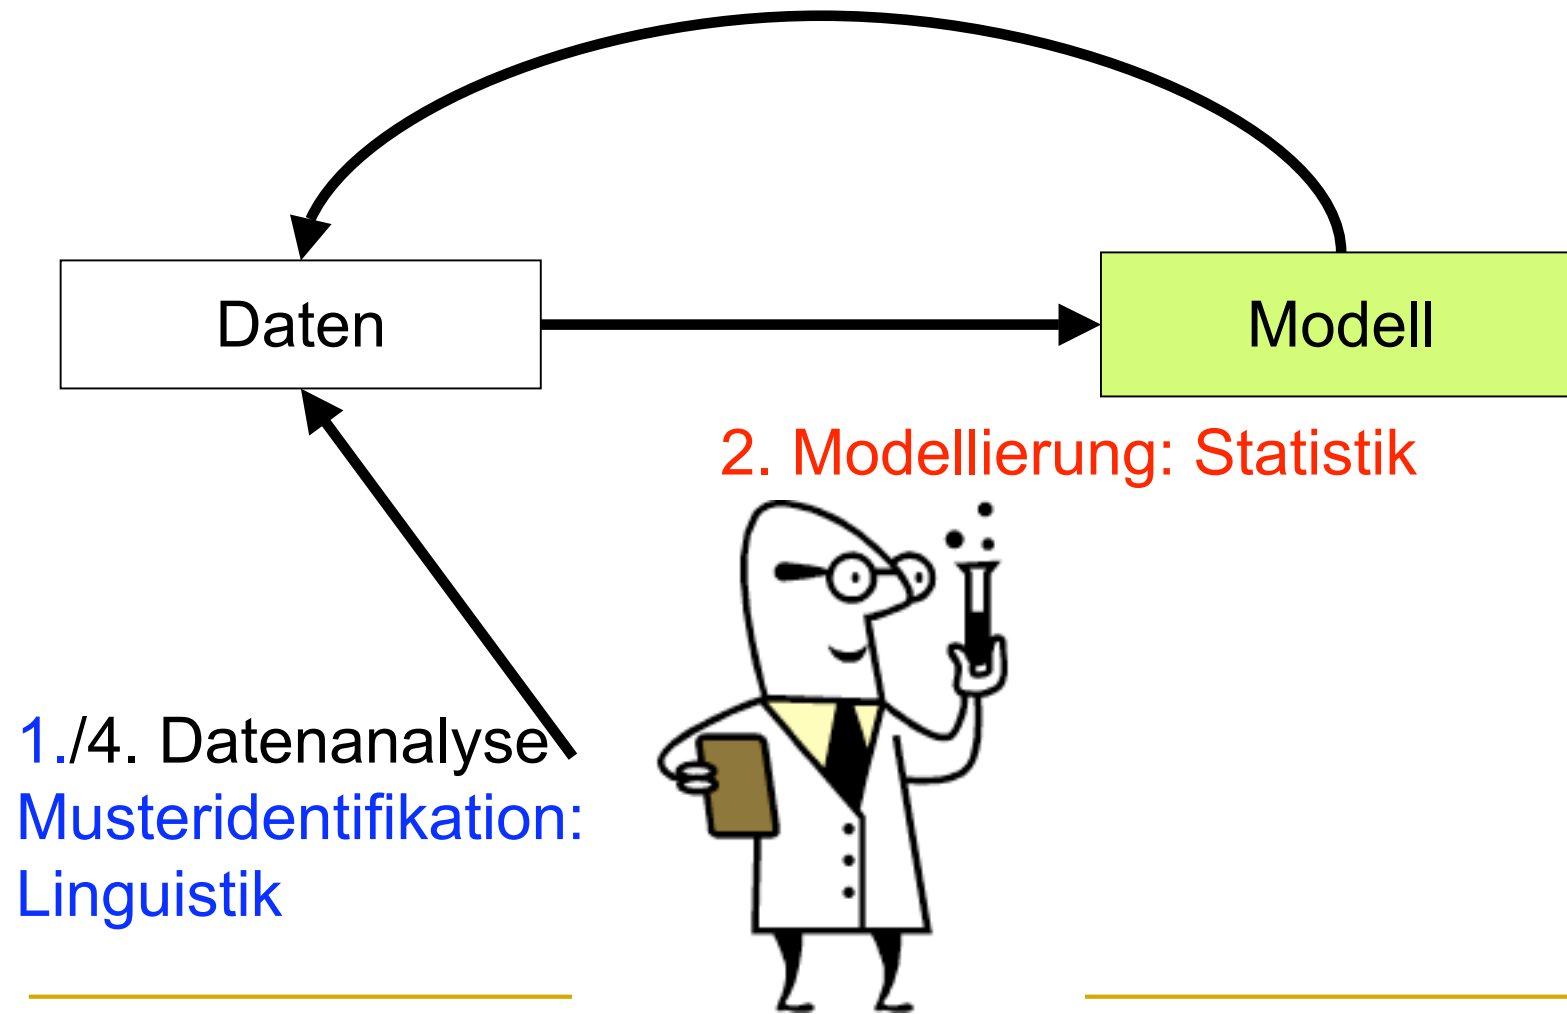 Daten
Modell
2. Modellierung: Statistik
1./4. Datenanalyse
Musteridentifikation:
Linguistik